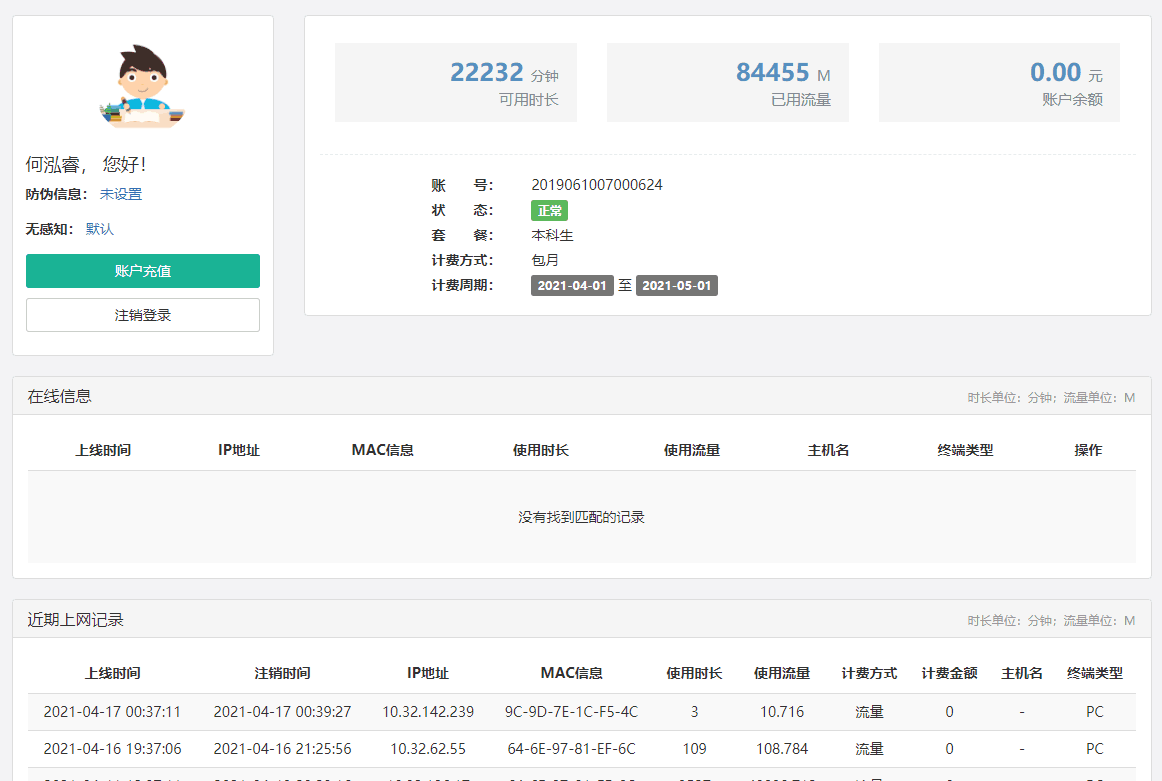 何泓睿， 您好！
防伪信息： 未设置
无感知： 默认
账户充值
注销登录
22232 分钟
可用时长
84455 M
已用流量
0.00 元
账户余额
账 号： 2019061007000624
状 态： 正常
套 餐： 本科生
计费方式： 包月
计费周期： 2021-04-01 至 2021-05-01
在线信息 时长单位：分钟；流量单位：M
上线时间 IP地址 MAC信息 使用时长 使用流量 主机名 终端类型 操作
没有找到匹配的记录
近期上网记录 时长单位：分钟；流量单位：M
上线时间 注销时间 IP地址 MAC信息 使用时长 使用流量 计费方式 计费金额 主机名 终端类型
2021-04-17 00:37:11 2021-04-17 00:39:27 10.32.142.239 9C-9D-7E-1C-F5-4C 3 10.716 流量 0 - PC
2021-04-16 19:37:06 2021-04-16 21:25:56 10.32.62.55 64-6E-97-81-EF-6C 109 108.784 流量 0 - PC